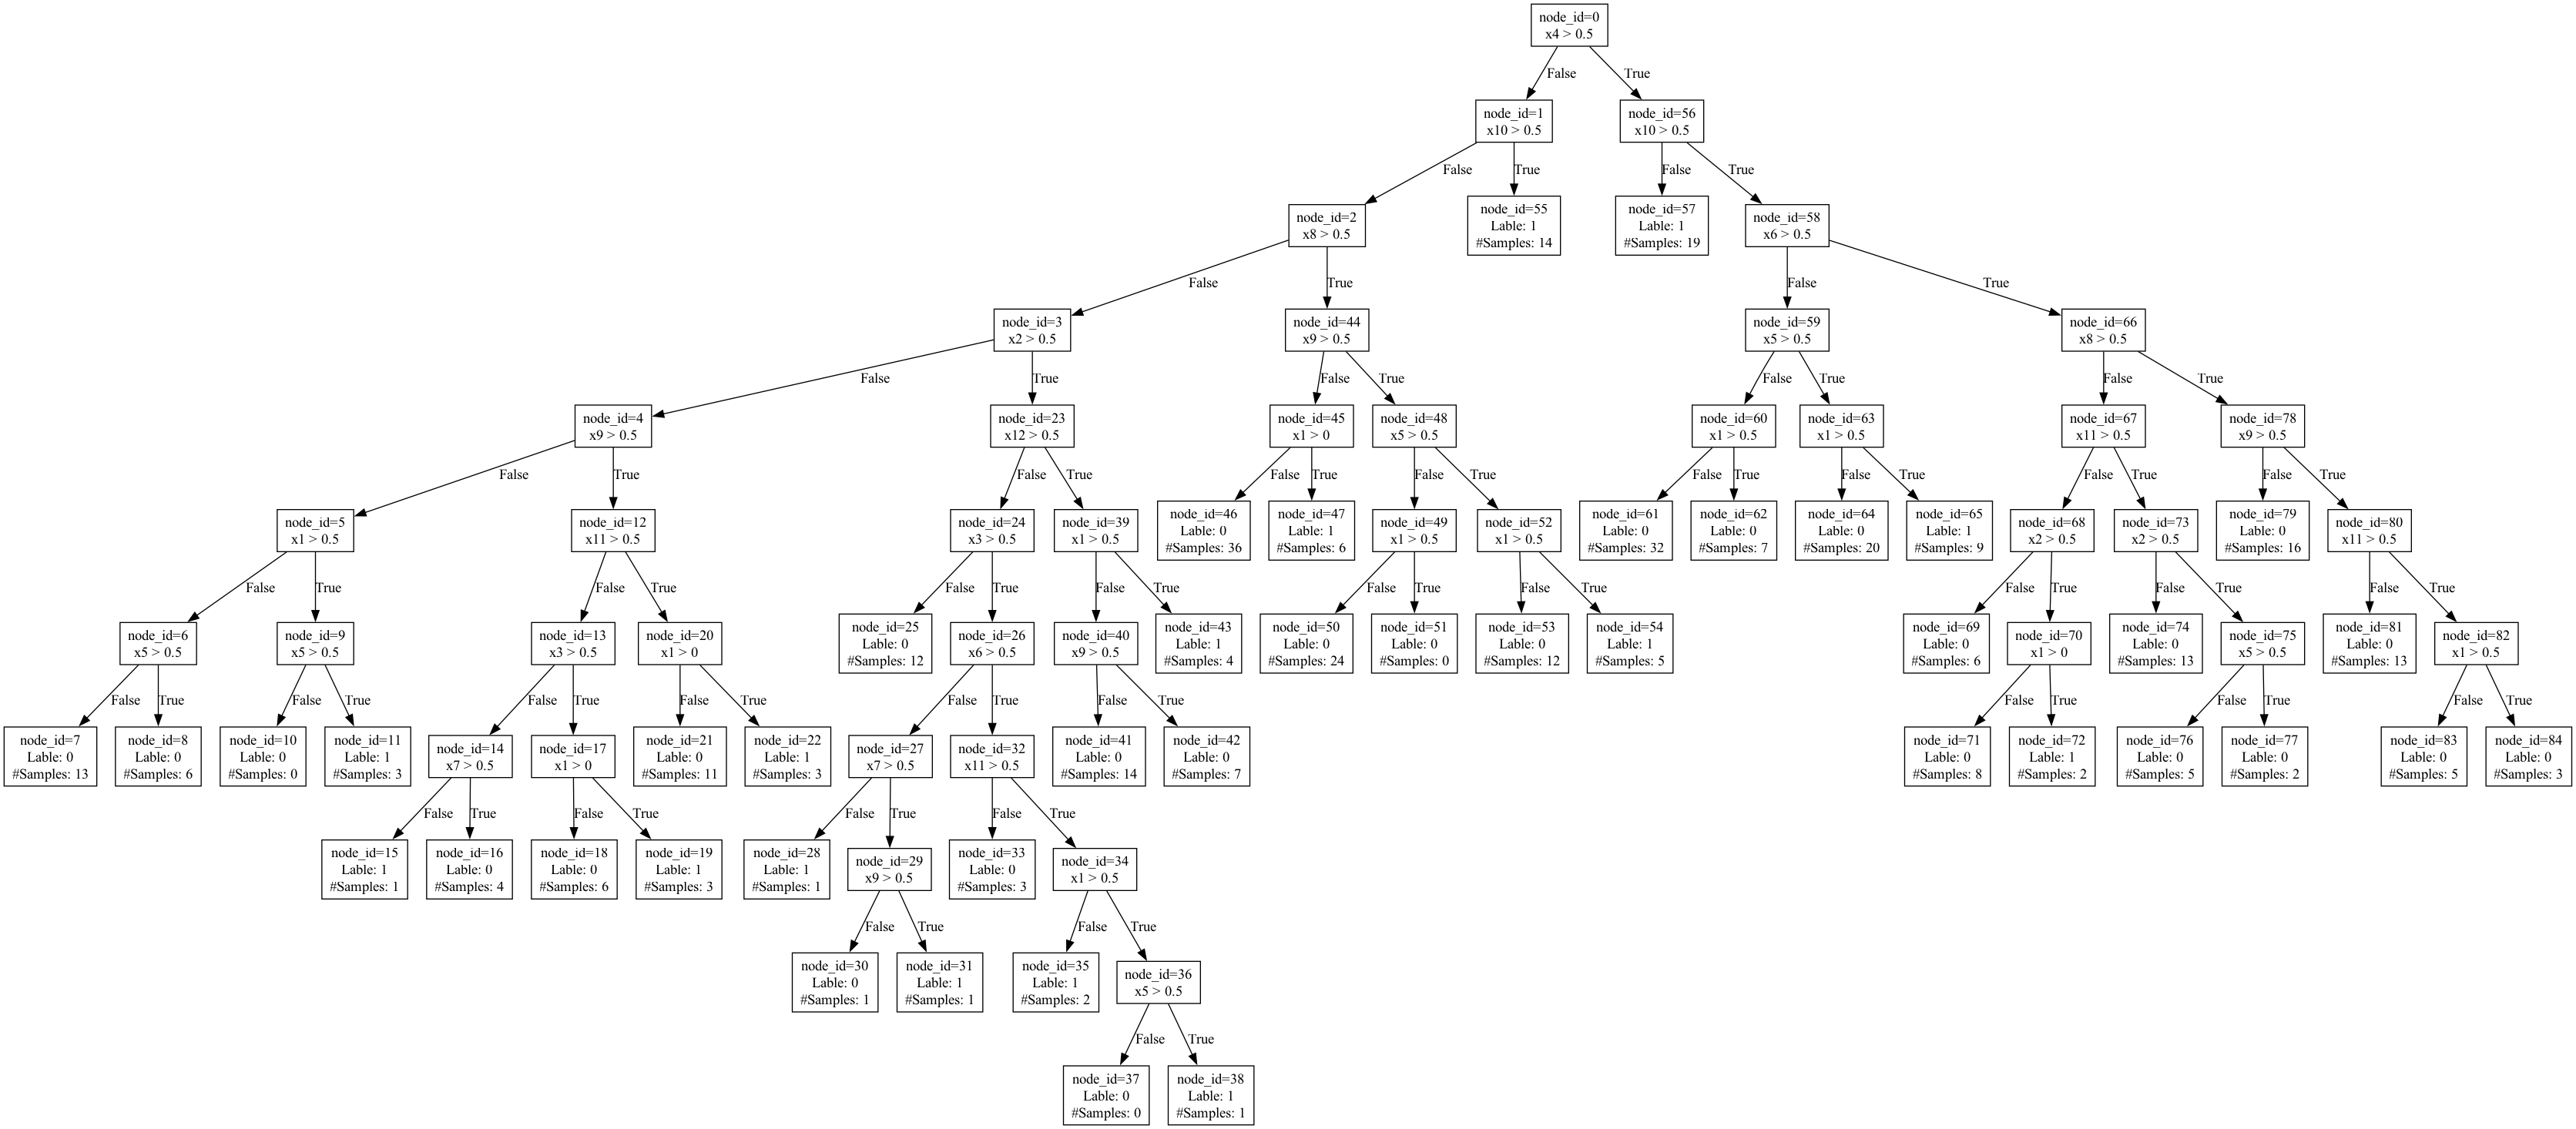 node_id=0
x4 > 0.5
False
True
node_id=1
x10 > 0.5
node_id=56
x10 > 0.5
False
True
False
True
node_id=2
x8 > 0.5
node_id=55
Lable: 1
#Samples: 14
node_id=57
Lable: 1
#Samples: 19
node_id=58
x6 > 0.5
False
True
False
True
node_id=3
x2 > 0.5
node_id=44
x9 > 0.5
node_id=59
x5 > 0.5
node_id=66
x8 > 0.5
False
True
False
True
False
True
False
True
node_id=4
x9 > 0.5
node_id=23
x12 > 0.5
node_id=45
x1 > 0
node_id=48
x5 > 0.5
node_id=60
x1 > 0.5
node_id=63
x1 > 0.5
node_id=67
x11 > 0.5
node_id=78
x9 > 0.5
False
True
False
True
False
True
False
True
False
True
False
True
False
True
False
True
node_id=5
x1 > 0.5
node_id=12
x11 > 0.5
node_id=24
x3 > 0.5
node_id=39
x1 > 0.5
node_id=46
Lable: 0
#Samples: 36
node_id=47
Lable: 1
#Samples: 6
node_id=49
x1 > 0.5
node_id=52
x1 > 0.5
node_id=61
Lable: 0
#Samples: 32
node_id=62
Lable: 0
#Samples: 7
node_id=64
Lable: 0
#Samples: 20
node_id=65
Lable: 1
#Samples: 9
node_id=68
x2 > 0.5
node_id=73
x2 > 0.5
node_id=79
Lable: 0
#Samples: 16
node_id=80
x11 > 0.5
False
True
False
True
False
True
False
True
False
True
False
True
False
True
False
True
False
True
node_id=6
x5 > 0.5
node_id=9
x5 > 0.5
node_id=13
x3 > 0.5
node_id=20
x1 > 0
node_id=25
Lable: 0
#Samples: 12
node_id=26
x6 > 0.5
node_id=40
x9 > 0.5
node_id=43
Lable: 1
#Samples: 4
node_id=50
Lable: 0
#Samples: 24
node_id=51
Lable: 0
#Samples: 0
node_id=53
Lable: 0
#Samples: 12
node_id=54
Lable: 1
#Samples: 5
node_id=69
Lable: 0
#Samples: 6
node_id=70
x1 > 0
node_id=74
Lable: 0
#Samples: 13
node_id=75
x5 > 0.5
node_id=81
Lable: 0
#Samples: 13
node_id=82
x1 > 0.5
False
True
False
True
False
True
False
True
False
True
False
True
False
True
False
True
False
True
node_id=7
Lable: 0
#Samples: 13
node_id=8
Lable: 0
#Samples: 6
node_id=10
Lable: 0
#Samples: 0
node_id=11
Lable: 1
#Samples: 3
node_id=14
x7 > 0.5
node_id=17
x1 > 0
node_id=21
Lable: 0
#Samples: 11
node_id=22
Lable: 1
#Samples: 3
node_id=27
x7 > 0.5
node_id=32
x11 > 0.5
node_id=41
Lable: 0
#Samples: 14
node_id=42
Lable: 0
#Samples: 7
node_id=71
Lable: 0
#Samples: 8
node_id=72
Lable: 1
#Samples: 2
node_id=76
Lable: 0
#Samples: 5
node_id=77
Lable: 0
#Samples: 2
node_id=83
Lable: 0
#Samples: 5
node_id=84
Lable: 0
#Samples: 3
False
True
False
True
False
True
False
True
node_id=15
Lable: 1
#Samples: 1
node_id=16
Lable: 0
#Samples: 4
node_id=18
Lable: 0
#Samples: 6
node_id=19
Lable: 1
#Samples: 3
node_id=28
Lable: 1
#Samples: 1
node_id=29
x9 > 0.5
node_id=33
Lable: 0
#Samples: 3
node_id=34
x1 > 0.5
False
True
False
True
node_id=30
Lable: 0
#Samples: 1
node_id=31
Lable: 1
#Samples: 1
node_id=35
Lable: 1
#Samples: 2
node_id=36
x5 > 0.5
False
True
node_id=37
Lable: 0
#Samples: 0
node_id=38
Lable: 1
#Samples: 1